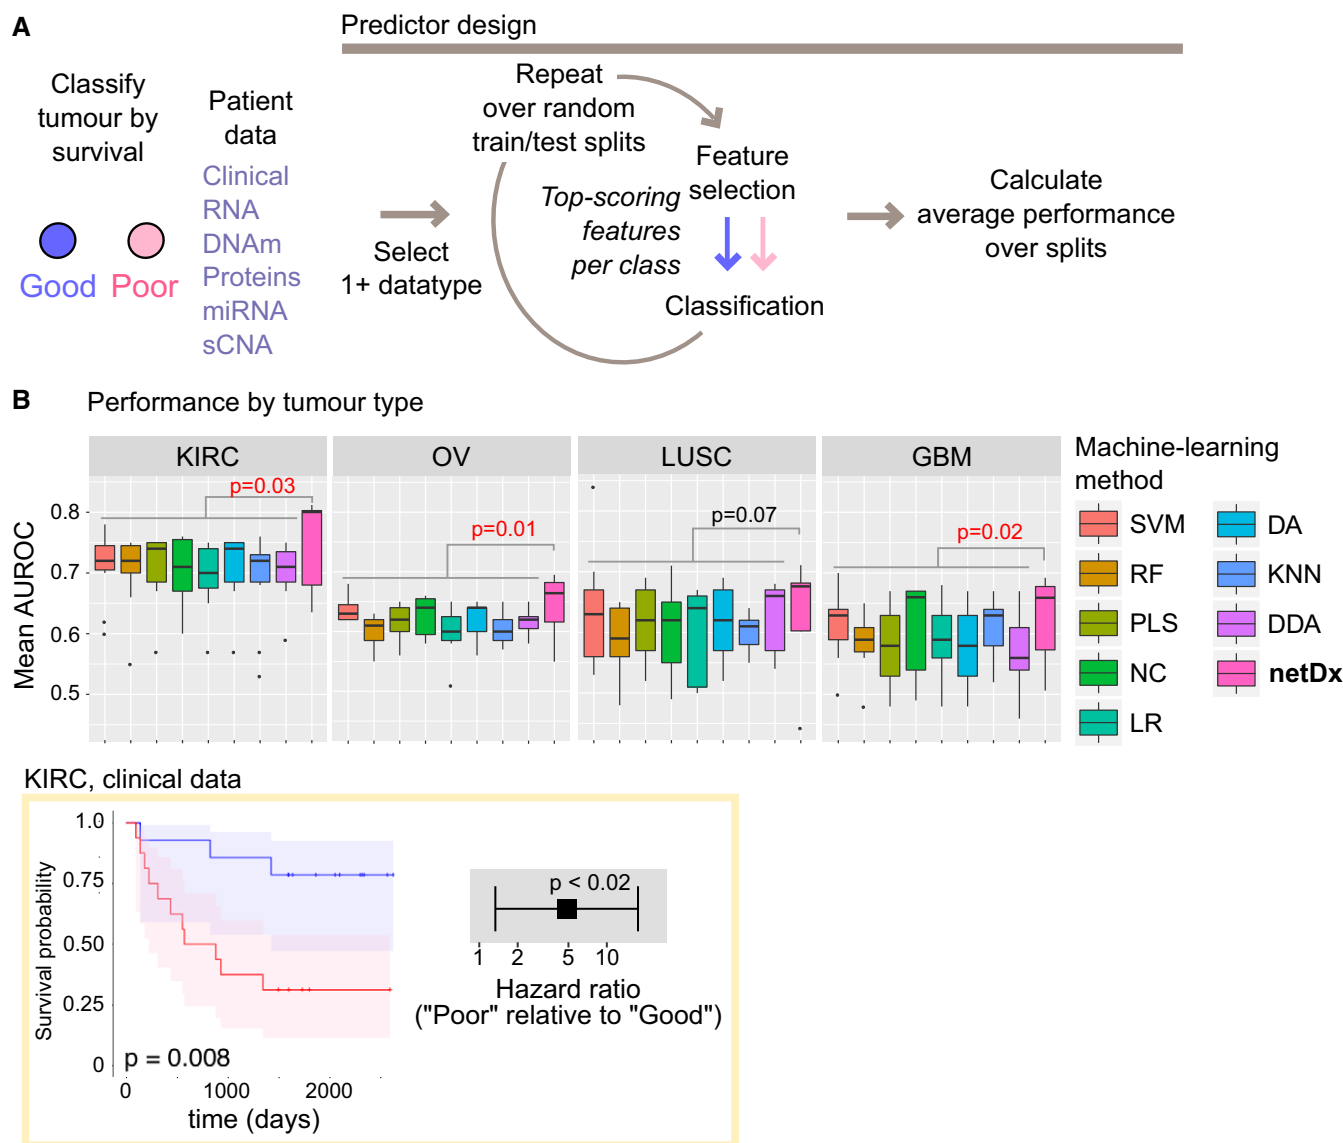 A
Predictor design
Classify
tumour by
survival
Good
Poor
Patient
data
Clinical
RNA
DNAm
Proteins
miRNA
sCNA
Select
1+ datatype
Repeat
over random
train/test splits
Top-scoring
features
per class
Feature
selection
Classification
Calculate
average performance
over splits
B
Performance by tumour type
KIRC
OV
LUSC
GBM
p=0.03
p=0.01
p=0.07
p=0.02
Mean AUROC
0.8
0.7
0.6
0.5
Machine-learning
method
SVM
RF
PLS
NC
LR
DA
KNN
DDA
netDx
KIRC, clinical data
Survival probability
1.0
0.75
0.50
0.25
0
p = 0.008
0
1000
2000
time (days)
p < 0.02
1
2
5
10
Hazard ratio
("Poor" relative to "Good")